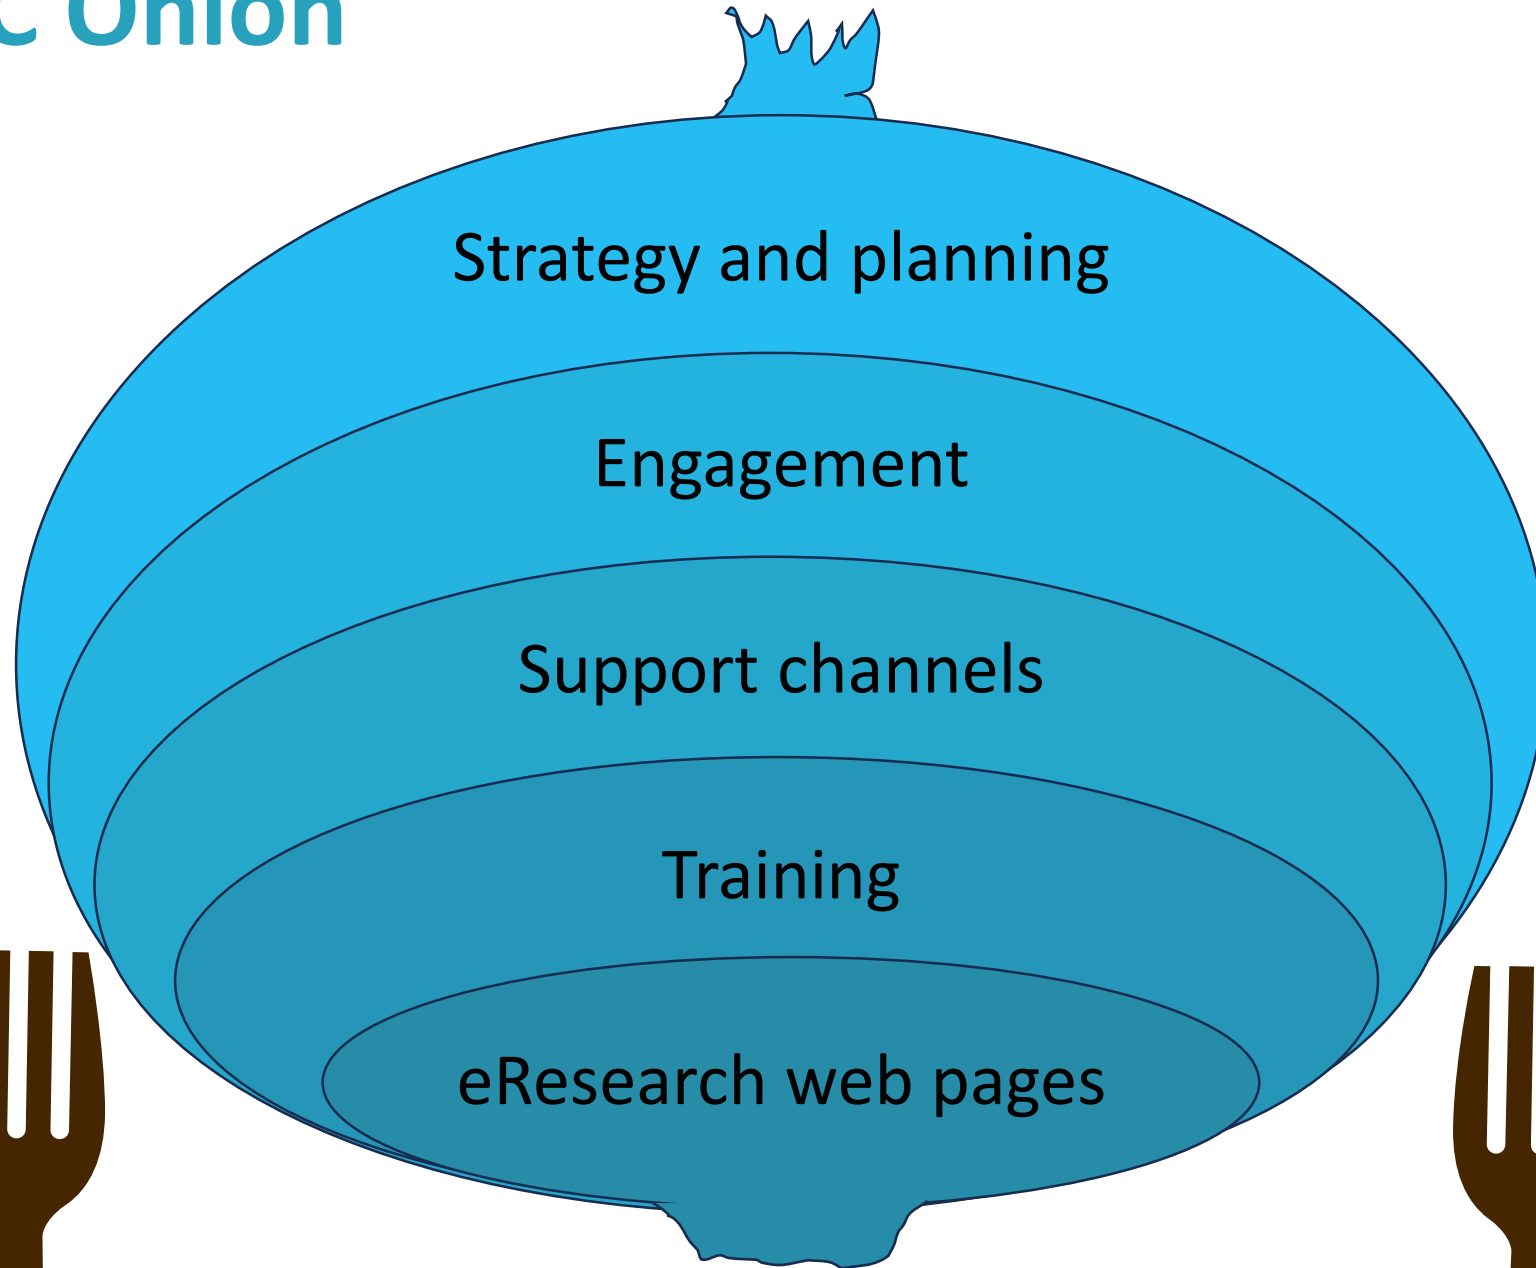 C Onion
Strategy and planning
Engagement
Support channels
Training
eResearch web pages